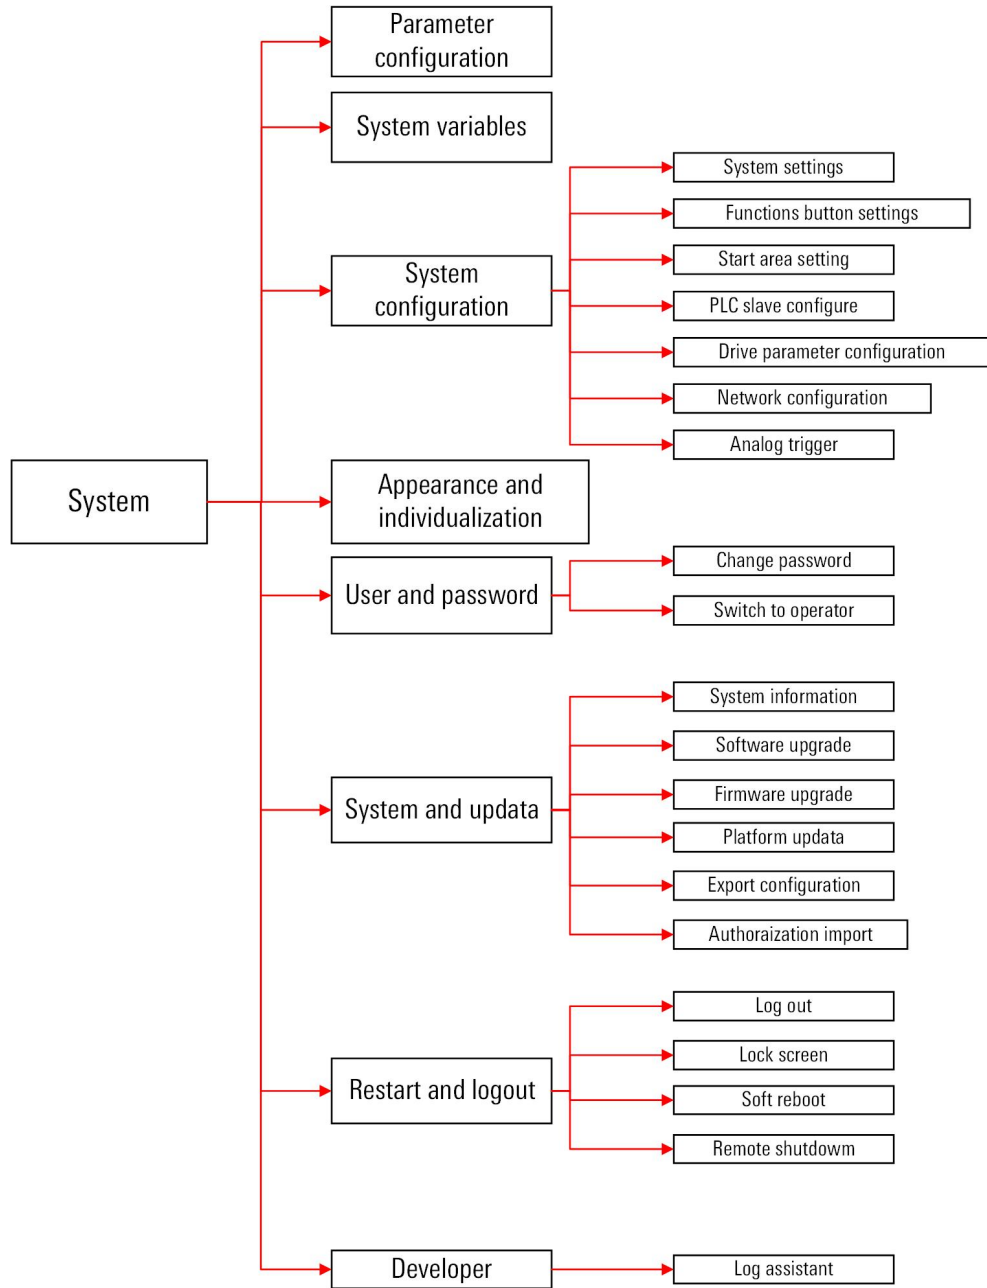 Parameter
configuration
System variables
System settings
Functions button settings
Start area setting
System
configuration
PLC slave configure
Drive parameter configuration
Network configuration
Analog trigger
System
Appearance and
individualization
User and password
Change password
Switch to operator
System information
Software upgrade
Firmware upgrade
System and updata
Platform updata
Export configuration
Authoraization import
Log out
Lock screen
Restart and logout
Soft reboot
Remote shutdowm
Developer
Log assistant